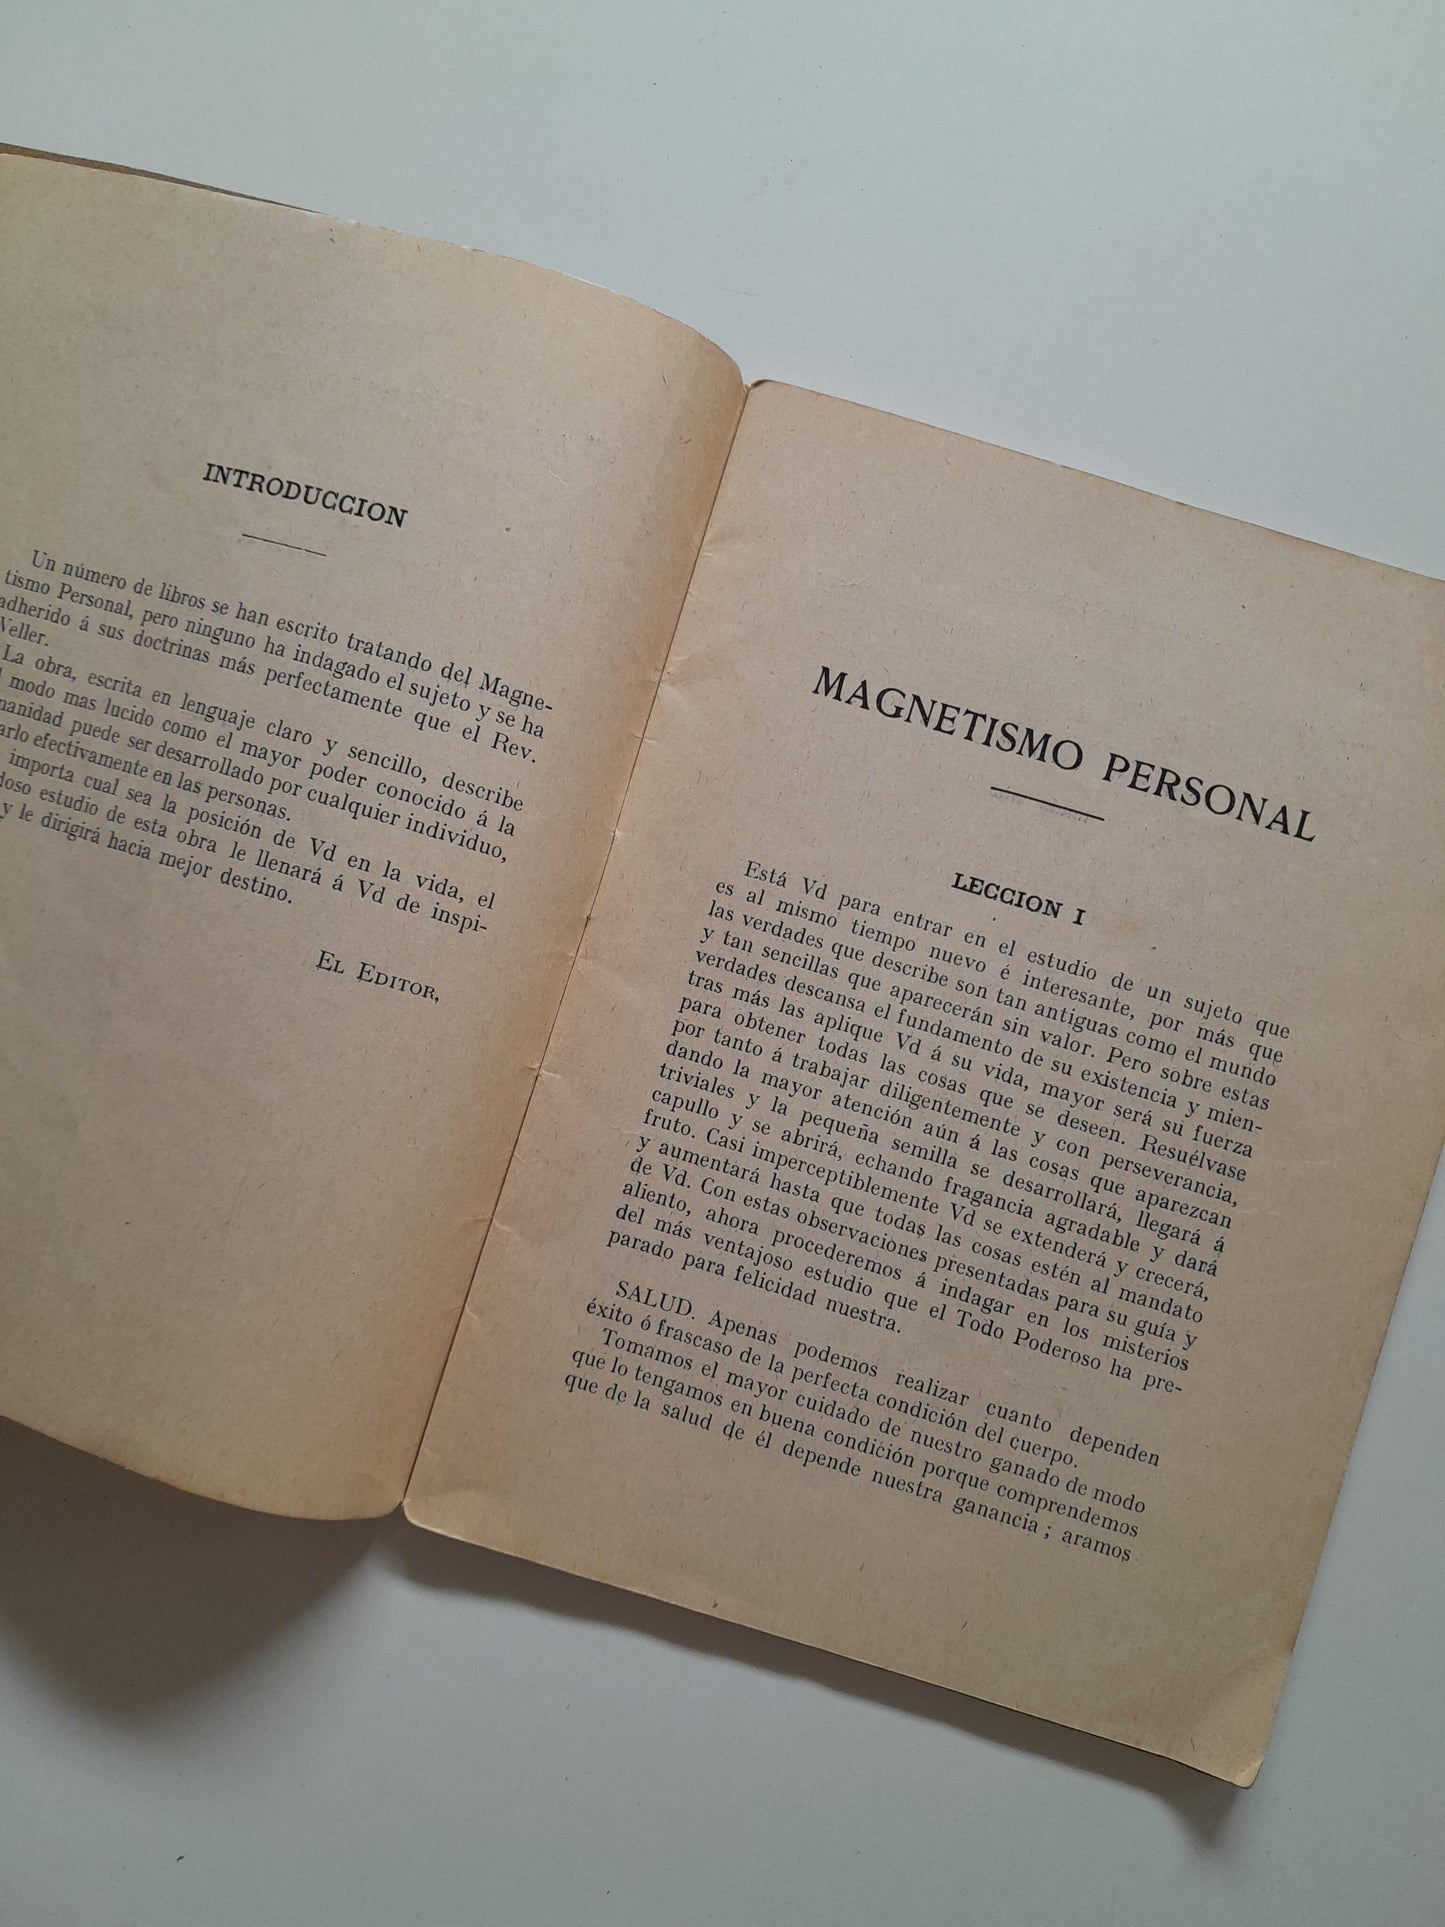 INTRODUCCION
Un número de libros se han escrito tratando del Magne-
tismo Personal, pero ninguno ha indagado el sujeto y se ha
adherido á sus doctrinas más perfectamente que el Rev.
Weller.
La obra, escrita en lenguaje claro y sencillo, describe
modo mas lucido como el mayor poder conocido á la
manidad puede ser desarrollado por cualquier individuo,
arlo efectivamente en las personas.
importa cual sea la posición de Vd en la vida, el
doso estudio de esta obra le llenará á Vd de inspi-
y le dirigirá hacia mejor destino.
EL EDITOR,
MAGNETISMO PERSONAL
LECCION I
Está Vd para entrar en el estudio de un sujeto que
es al mismo tiempo nuevo é interesante, por más que
las verdades que describe son tan antiguas como el mundo
y tan sencillas que aparecerán sin valor. Pero sobre estas
verdades descansa el fundamento de su existencia y mien-
tras más las aplique Vd á su vida, mayor será su fuerza
para obtener todas las cosas que se deseen. Resuélvase
por tanto á trabajar diligentemente y con perseverancia,
dando la mayor atención aún á las cosas que aparezcan
triviales y la pequeña semilla se desarrollará, llegará á
capullo y se abrirá, echando fragancia agradable y dará
fruto. Casi imperceptiblemente Vd se extenderá y crecerá,
y aumentará hasta que todas las cosas estén al mandato
de Vd. Con estas observaciones presentadas para su guía y
aliento, ahora procederemos á indagar en los misterios
del más ventajoso estudio que el Todo Poderoso ha pre-
parado para felicidad nuestra.
SALUD. Apenas podemos realizar cuanto dependen
éxito ó frascaso de la perfecta condición del cuerpo.
Tomamos el mayor cuidado de nuestro ganado de modo
que lo tengamos en buena condición porque comprendemos
que de la salud de él depende nuestra ganancia ; aramos